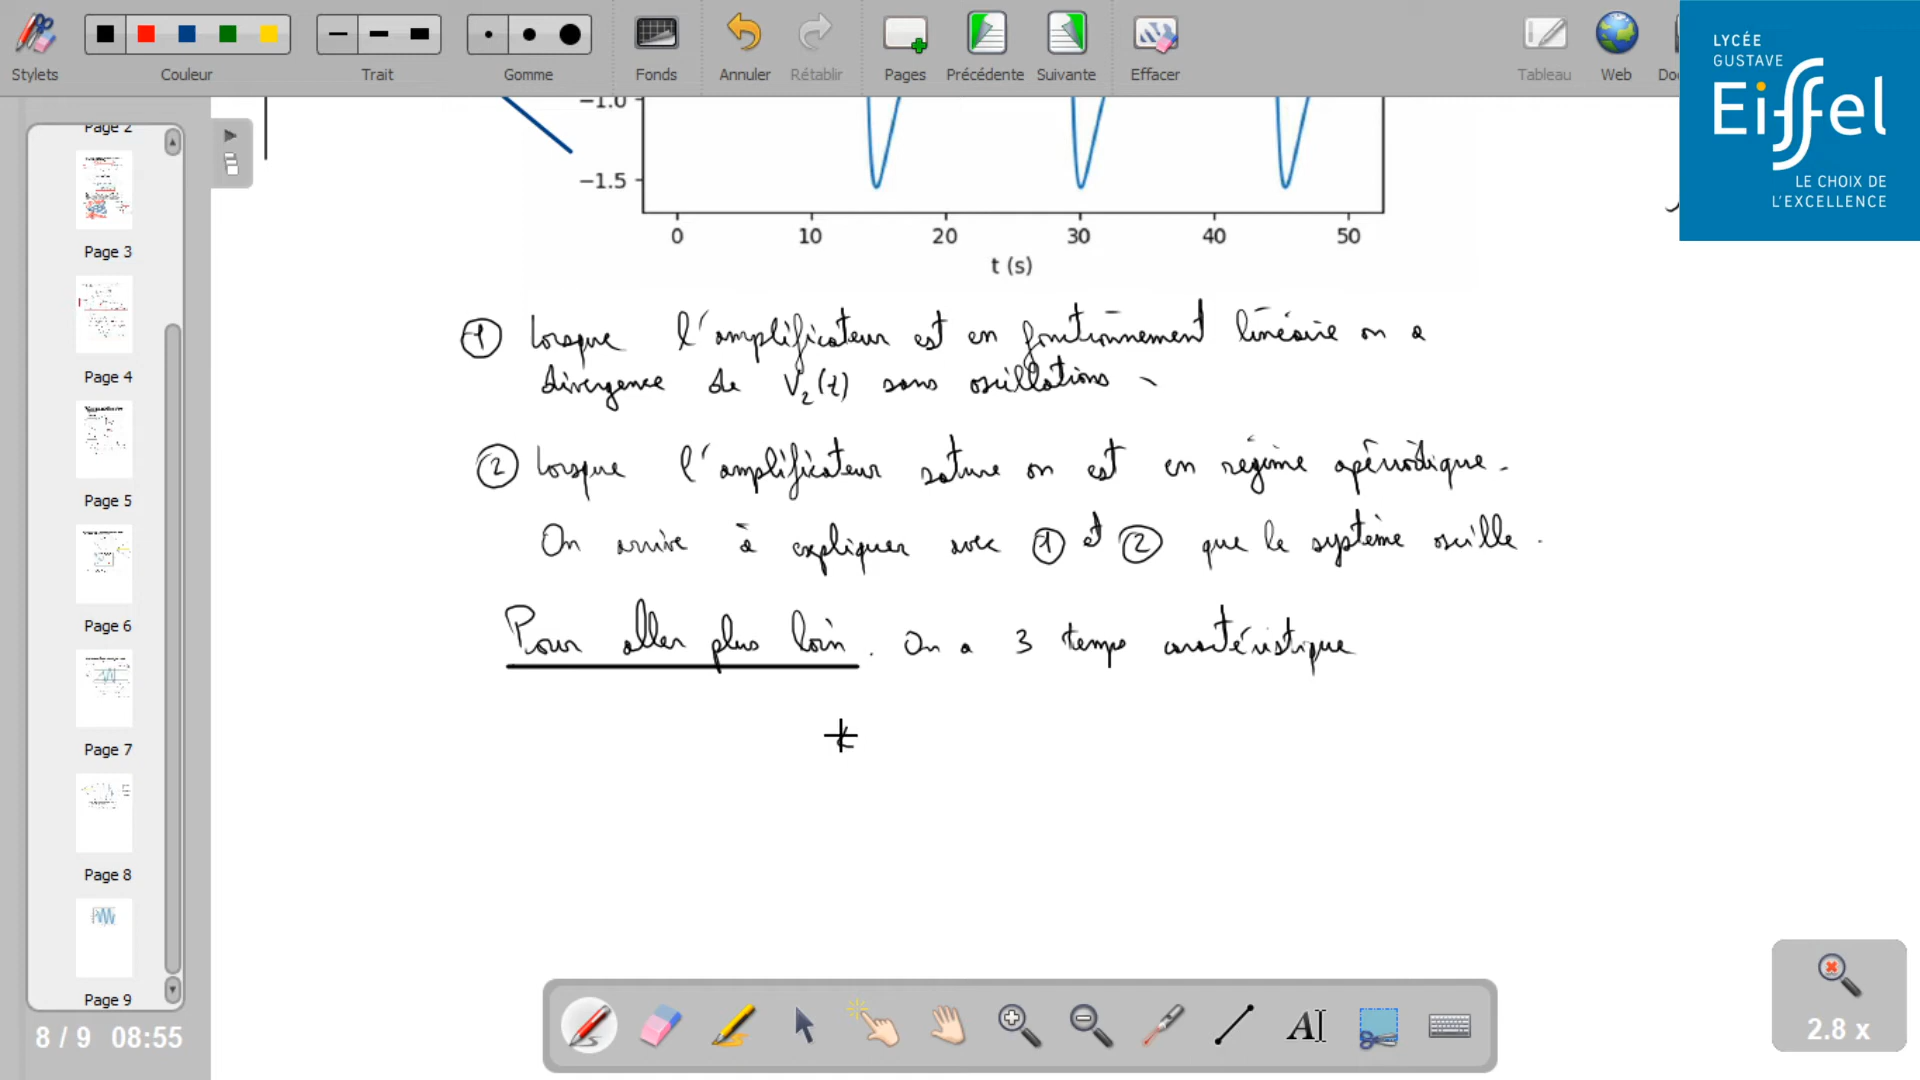 Stylets
Couleur
Trait
Gomme
Fonds
Annuler
Rétablir
Pages
Précédente
Suivante
Effacer
Tableau
Web
LYCÉE
GUSTAVE
Eiffel
LE CHOIX DE
L'EXCELLENCE
Page 2
Page 3
Page 4
Page 5
Page 6
Page 7
Page 8
Page 9
8 / 9 08:55
−1.0
−1.5
0 10 20 30 40 50
t (s)
① Lorsque l'amplificateur est en fonctionnement linéaire on a
divergence de V₂(t) sans oscillations
② Lorsque l'amplificateur sature on est en régime apériodique.
On arrive à expliquer avec ① et ② que le système oscille.
Pour aller plus loin. On a 3 temps caractéristique
2.8 x